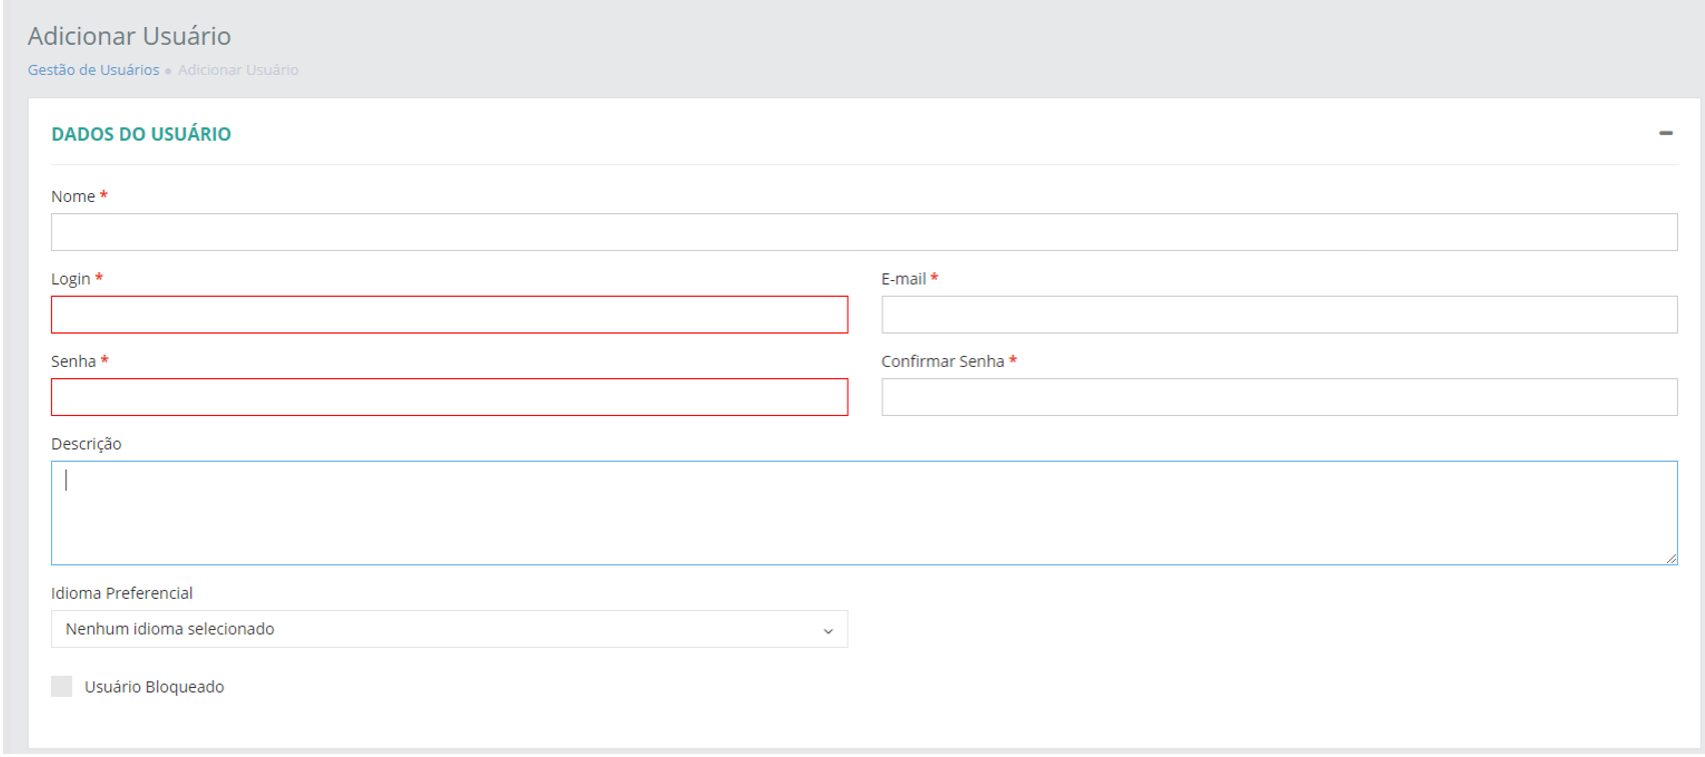 Adicionar Usuário
Gestão de Usuários • Adicionar Usuário
DADOS DO USUÁRIO
Nome *
Login * E-mail *
Senha * Confirmar Senha *
Descrição
Idioma Preferencial
Nenhum idioma selecionado
Usuário Bloqueado